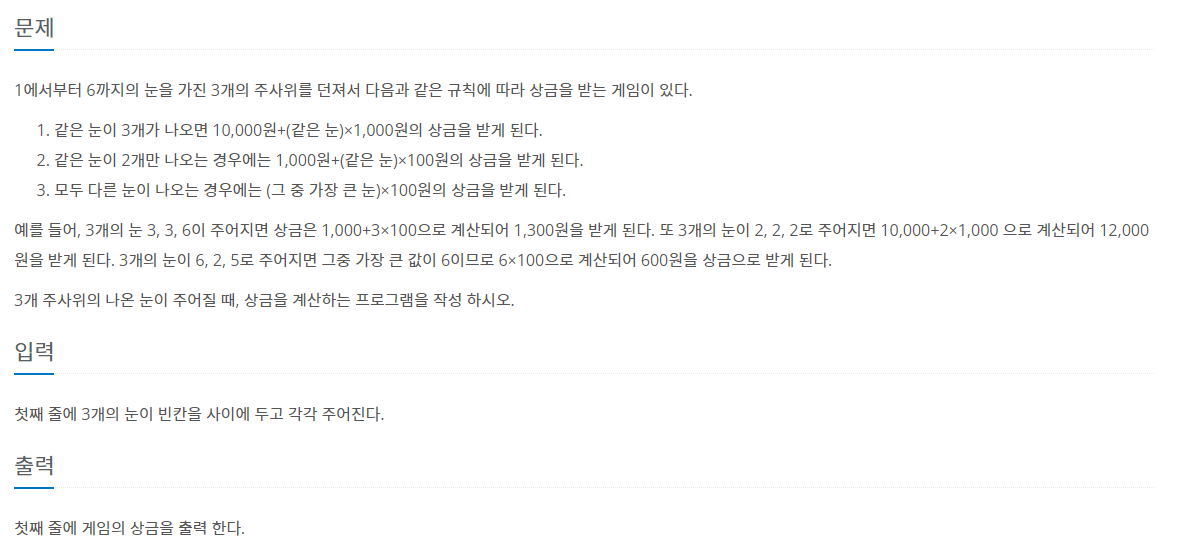 문제
1에서부터 6까지의 눈을 가진 3개의 주사위를 던져서 다음과 같은 규칙에 따라 상금을 받는 게임이 있다.
1. 같은 눈이 3개가 나오면 10,000원+(같은 눈)×1,000원의 상금을 받게 된다.
2. 같은 눈이 2개만 나오는 경우에는 1,000원+(같은 눈)×100원의 상금을 받게 된다.
3. 모두 다른 눈이 나오는 경우에는 (그 중 가장 큰 눈)×100원의 상금을 받게 된다.
예를 들어, 3개의 눈 3, 3, 6이 주어지면 상금은 1,000+3×100으로 계산되어 1,300원을 받게 된다. 또 3개의 눈이 2, 2, 2로 주어지면 10,000+2×1,000 으로 계산되어 12,000
원을 받게 된다. 3개의 눈이 6, 2, 5로 주어지면 그중 가장 큰 값이 6이므로 6×100으로 계산되어 600원을 상금으로 받게 된다.
3개 주사위의 나온 눈이 주어질 때, 상금을 계산하는 프로그램을 작성 하시오.
입력
첫째 줄에 3개의 눈이 빈칸을 사이에 두고 각각 주어진다.
출력
첫째 줄에 게임의 상금을 출력 한다.